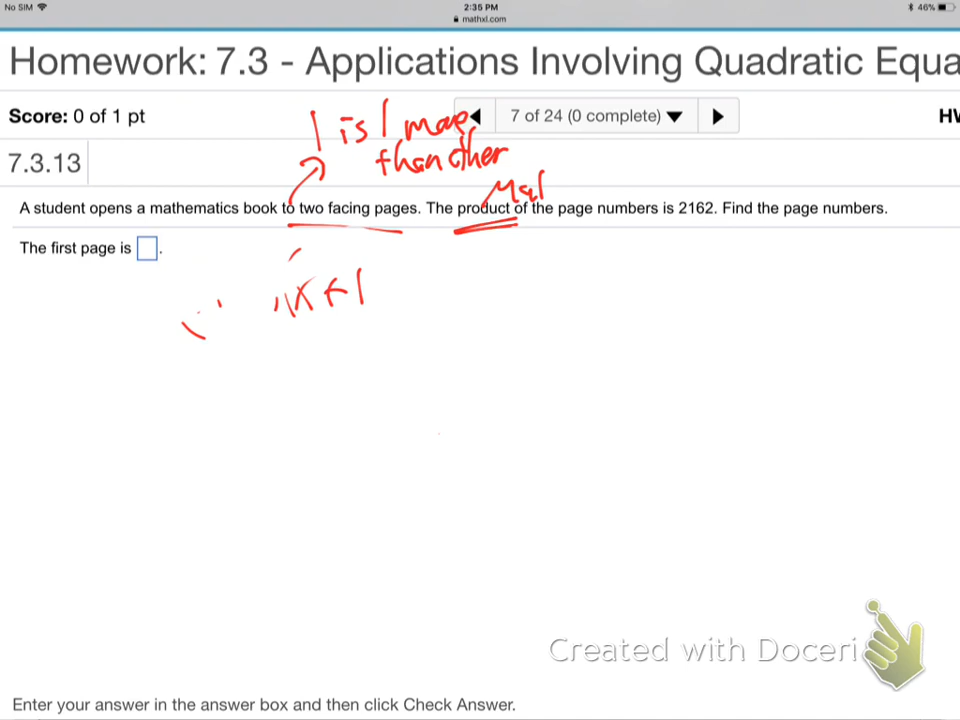 No SIM 2:35 PM 46%
mathxl.com
Homework: 7.3 - Applications Involving Quadratic Equa
Score: 0 of 1 pt 7 of 24 (0 complete) HW
1 is 1 more
than other
7.3.13
Mul
A student opens a mathematics book to two facing pages. The product of the page numbers is 2162. Find the page numbers.
The first page is .
Created with Doceri
Enter your answer in the answer box and then click Check Answer.